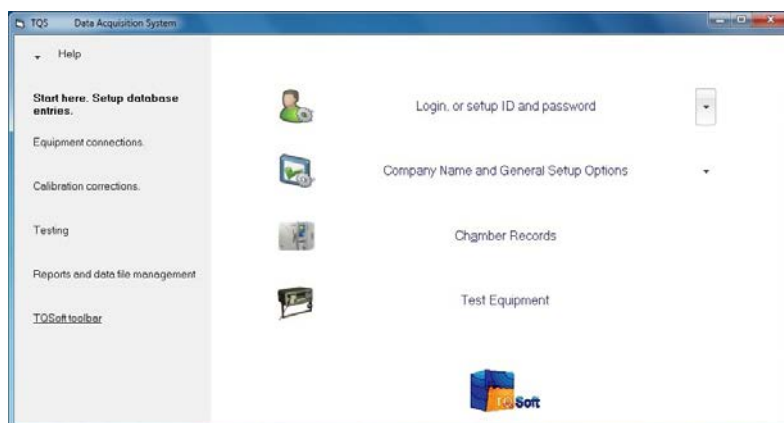 TQS Data Acquisition System
Help
Start here. Setup database
entries.
Equipment connections.
Calibration corrections.
Testing
Reports and data file management
TQSoft toolbar
Login, or setup ID and password
Company Name and General Setup Options
Chamber Records
Test Equipment
TQSoft